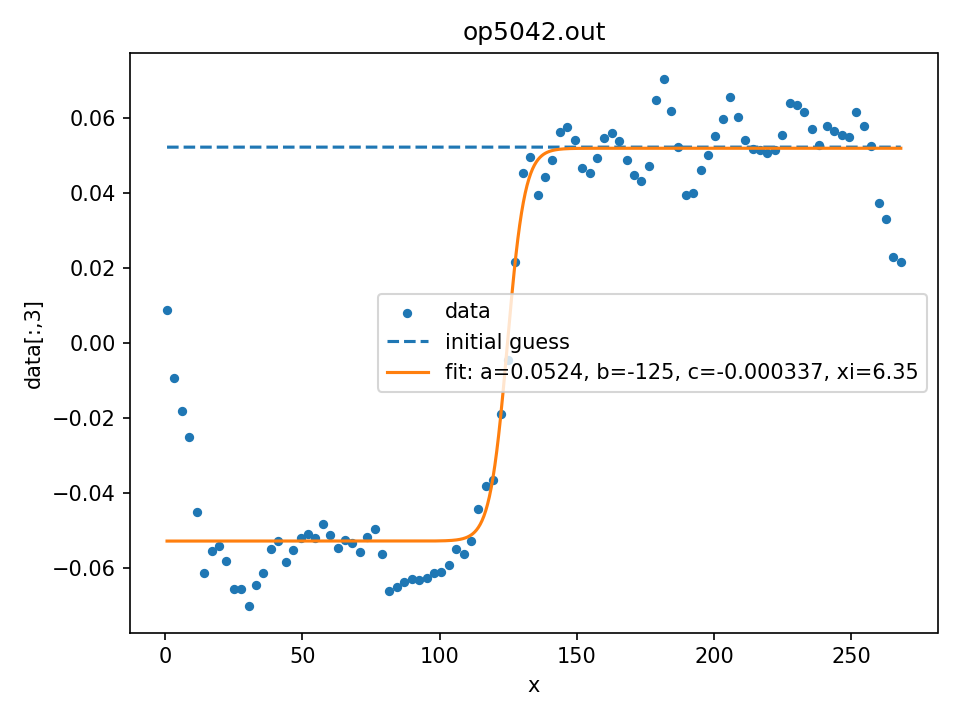 op5042.out
0.06
0.04
0.02
0.00
−0.02
−0.04
−0.06
data[:,3]
data
initial guess
fit: a=0.0524, b=-125, c=-0.000337, xi=6.35
0 50 100 150 200 250
x